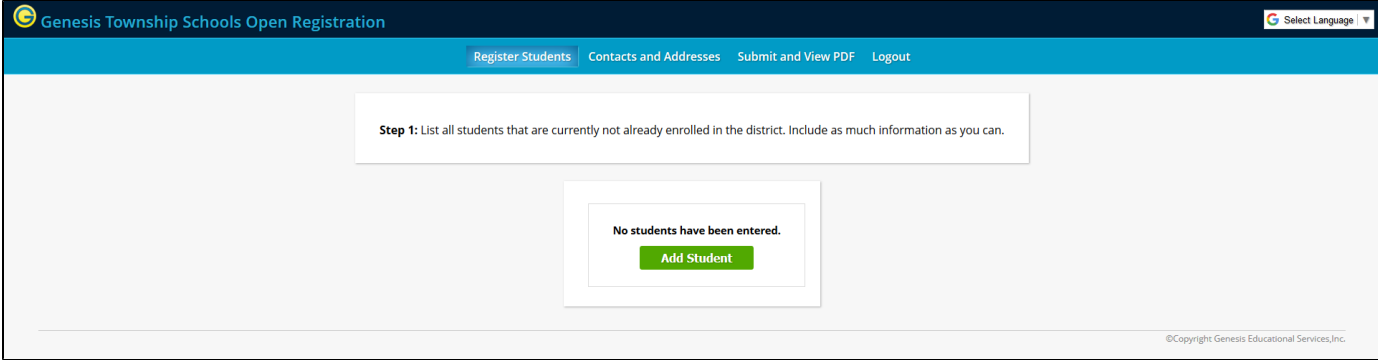 G
Genesis Township Schools Open Registration
G Select Language ▼
Register Students Contacts and Addresses Submit and View PDF Logout
Step 1: List all students that are currently not already enrolled in the district. Include as much information as you can.
No students have been entered.
Add Student
©Copyright Genesis Educational Services,Inc.